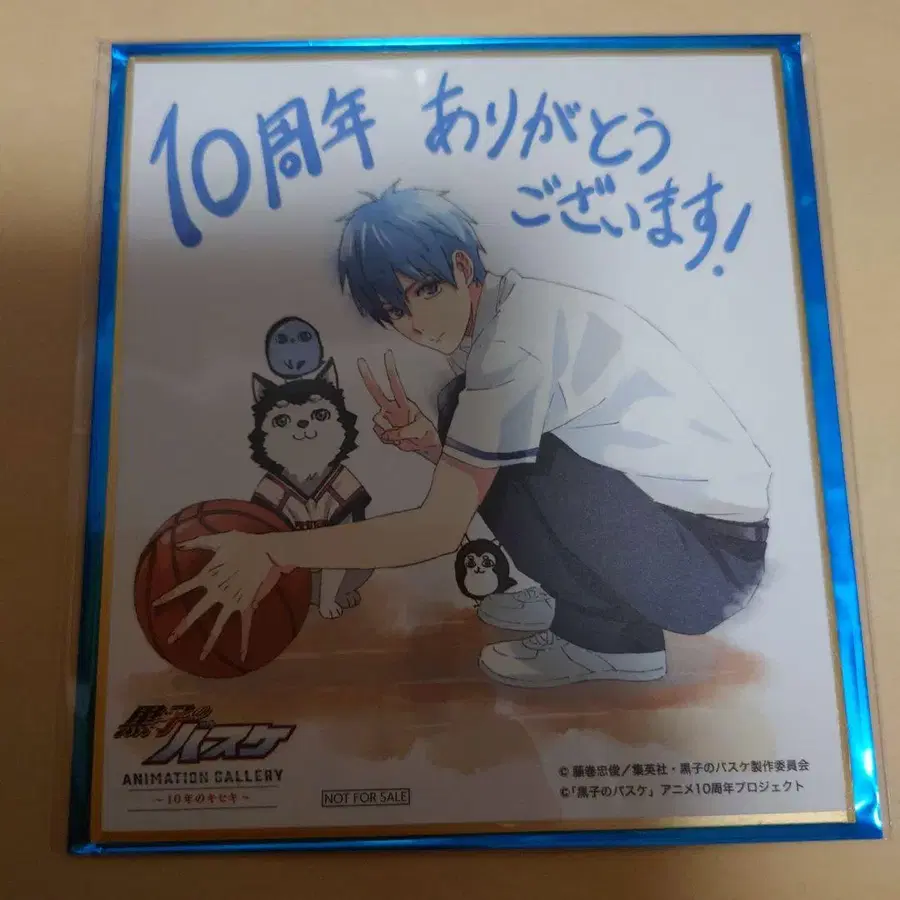 10周年 ありがとう
ございます!
黒子の
バスケ
ANIMATION GALLERY
~10年のキセキ~
NOT FOR SALE
© 藤巻忠俊/集英社・黒子のバスケ製作委員会
©「黒子のバスケ」アニメ10周年プロジェクト